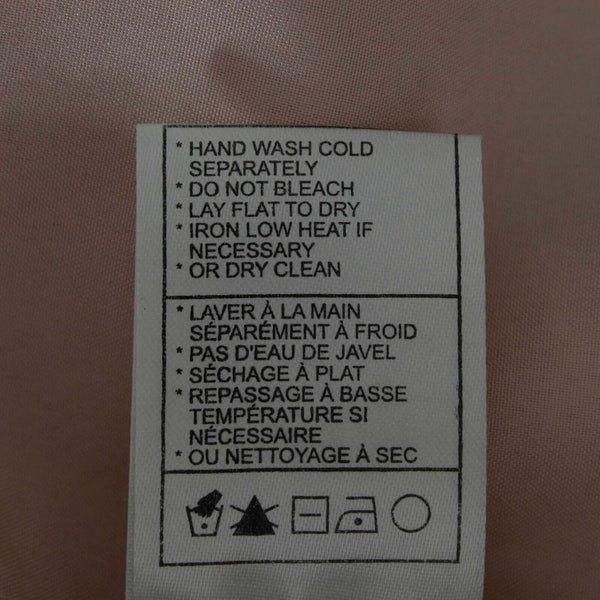 * HAND WASH COLD
SEPARATELY
* DO NOT BLEACH
* LAY FLAT TO DRY
* IRON LOW HEAT IF
NECESSARY
* OR DRY CLEAN
* LAVER À LA MAIN
SÉPARÉMENT À FROID
* PAS D'EAU DE JAVEL
* SÉCHAGE À PLAT
* REPASSAGE À BASSE
TEMPÉRATURE SI
NÉCESSAIRE
* OU NETTOYAGE À SEC